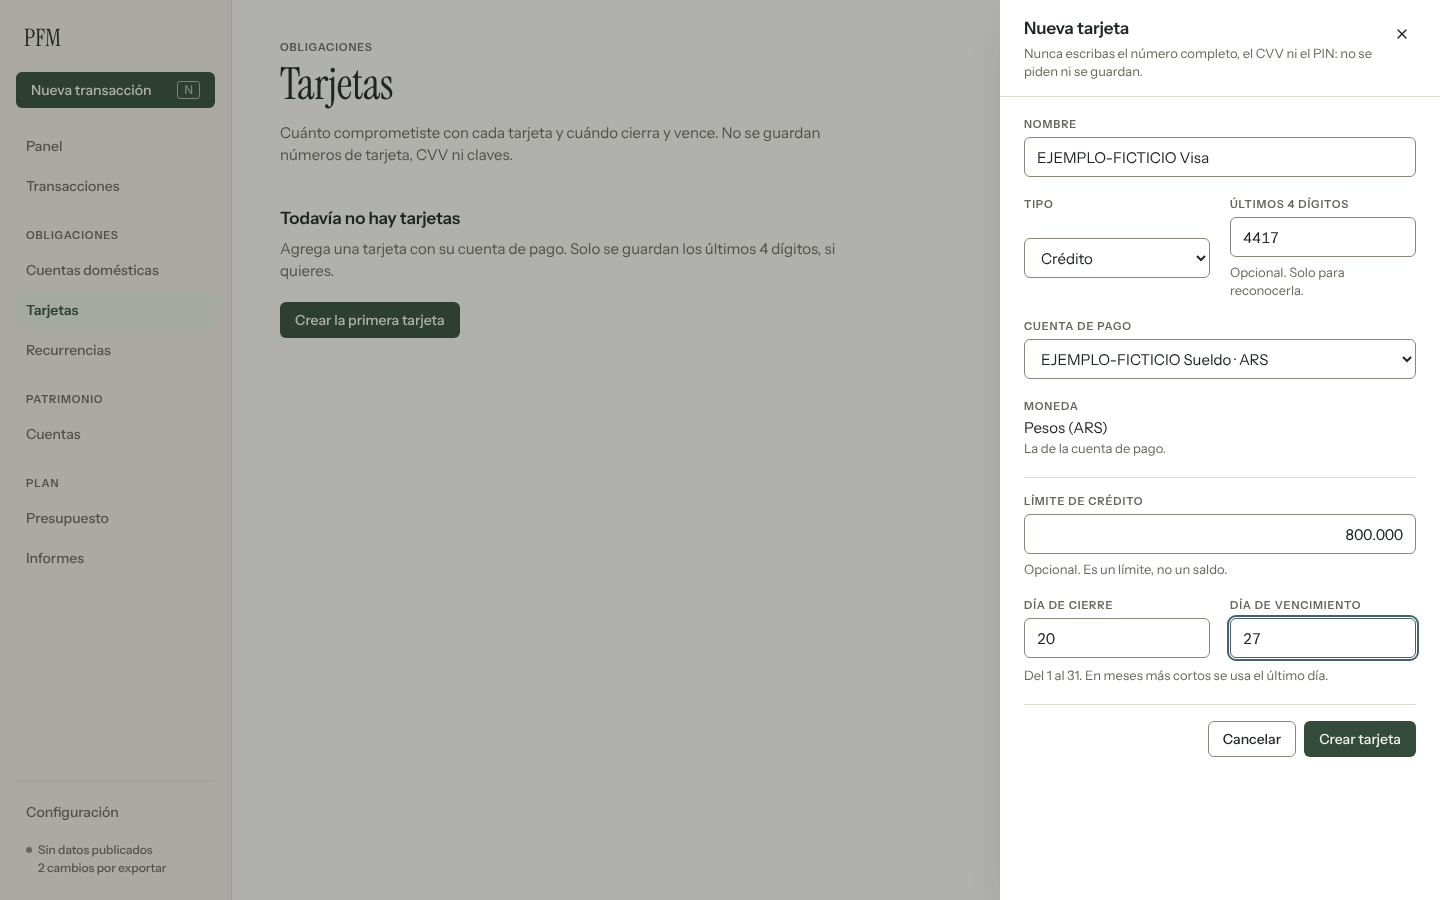 PFM
Nueva transacción N
Panel
Transacciones
OBLIGACIONES
Cuentas domésticas
Tarjetas
Recurrencias
PATRIMONIO
Cuentas
PLAN
Presupuesto
Informes
Configuración
Sin datos publicados
2 cambios por exportar
OBLIGACIONES
Tarjetas
Cuánto comprometiste con cada tarjeta y cuándo cierra y vence. No se guardan
números de tarjeta, CVV ni claves.
Todavía no hay tarjetas
Agrega una tarjeta con su cuenta de pago. Solo se guardan los últimos 4 dígitos, si
quieres.
Crear la primera tarjeta
Nueva tarjeta
Nunca escribas el número completo, el CVV ni el PIN: no se
piden ni se guardan.
NOMBRE
EJEMPLO-FICTICIO Visa
TIPO
Crédito
ÚLTIMOS 4 DÍGITOS
4417
Opcional. Solo para
reconocerla.
CUENTA DE PAGO
EJEMPLO-FICTICIO Sueldo · ARS
MONEDA
Pesos (ARS)
La de la cuenta de pago.
LÍMITE DE CRÉDITO
800.000
Opcional. Es un límite, no un saldo.
DÍA DE CIERRE
20
DÍA DE VENCIMIENTO
27
Del 1 al 31. En meses más cortos se usa el último día.
Cancelar
Crear tarjeta